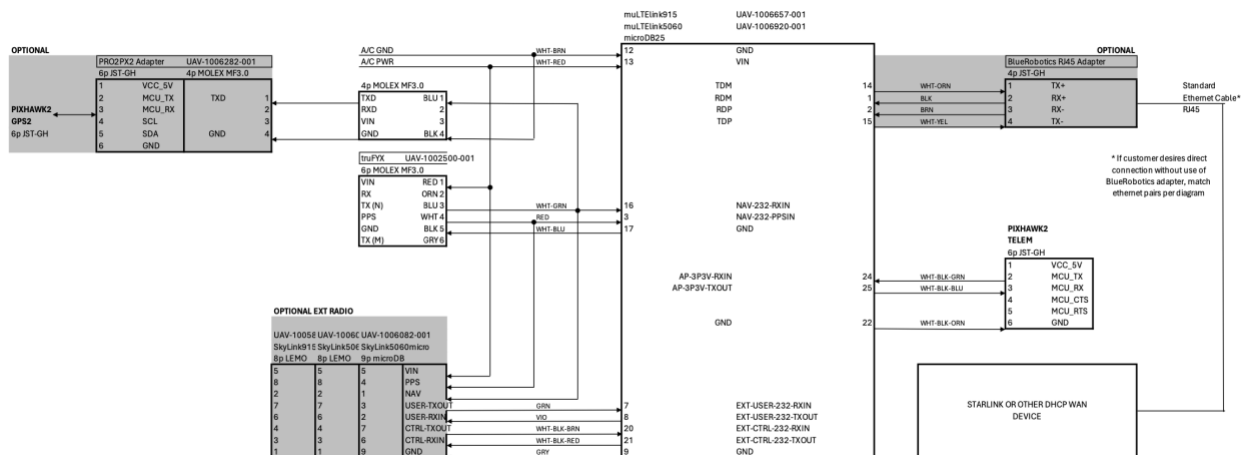 muLTElink915 UAV-1006657-001
muLTElink5060 UAV-1006920-001
microDB25
OPTIONAL
PRO2PX2 Adapter UAV-1006282-001
6p JST-GH 4p MOLEX MF3.0
1 VCC_5V
2 MCU_TX TXD 1
3 MCU_RX 2
4 SCL 3
5 SDA GND 4
6 GND
PIXHAWK2
GPS2
6p JST-GH
A/C GND WHT-BRN 12 GND
A/C PWR WHT-RED 13 VIN
4p MOLEX MF3.0
TXD BLU 1
RXD 2
VIN 3
GND BLK 4
truFYX UAV-1002500-001
6p MOLEX MF3.0
VIN RED 1
RX ORN 2
TX (N) BLU 3
PPS WHT 4
GND BLK 5
TX (M) GRY 6
WHT-GRN 16 NAV-232-RXIN
RED 3 NAV-232-PPSIN
WHT-BLU 17 GND
TDM 14 WHT-ORN
RDM 1 BLK
RDP 2 BRN
TDP 15 WHT-YEL
OPTIONAL
BlueRobotics RJ45 Adapter
4p JST-GH
1 TX+
2 RX+
3 RX-
4 TX-
Standard
Ethernet Cable*
RJ45
* If customer desires direct
connection without use of
BlueRobotics adapter, match
ethernet pairs per diagram
AP-3P3V-RXIN 24 WHT-BLK-GRN
AP-3P3V-TXOUT 25 WHT-BLK-BLU
GND 22 WHT-BLK-ORN
PIXHAWK2
TELEM
6p JST-GH
1 VCC_5V
2 MCU_TX
3 MCU_RX
4 MCU_CTS
5 MCU_RTS
6 GND
OPTIONAL EXT RADIO
UAV-1006082-001
SkyLink5060micro
8p LEMO 8p LEMO 9p microDB
5 5 5 VIN
8 8 4 PPS
2 2 1 NAV
7 7 3 USER-TXOUT GRN 7 EXT-USER-232-RXIN
6 6 2 USER-RXIN VIO 8 EXT-USER-232-TXOUT
4 4 7 CTRL-TXOUT WHT-BLK-BRN 20 EXT-CTRL-232-RXIN
3 3 6 CTRL-RXIN WHT-BLK-RED 21 EXT-CTRL-232-TXOUT
1 1 9 GND GRY 9 GND
STARLINK OR OTHER DHCP WAN
DEVICE